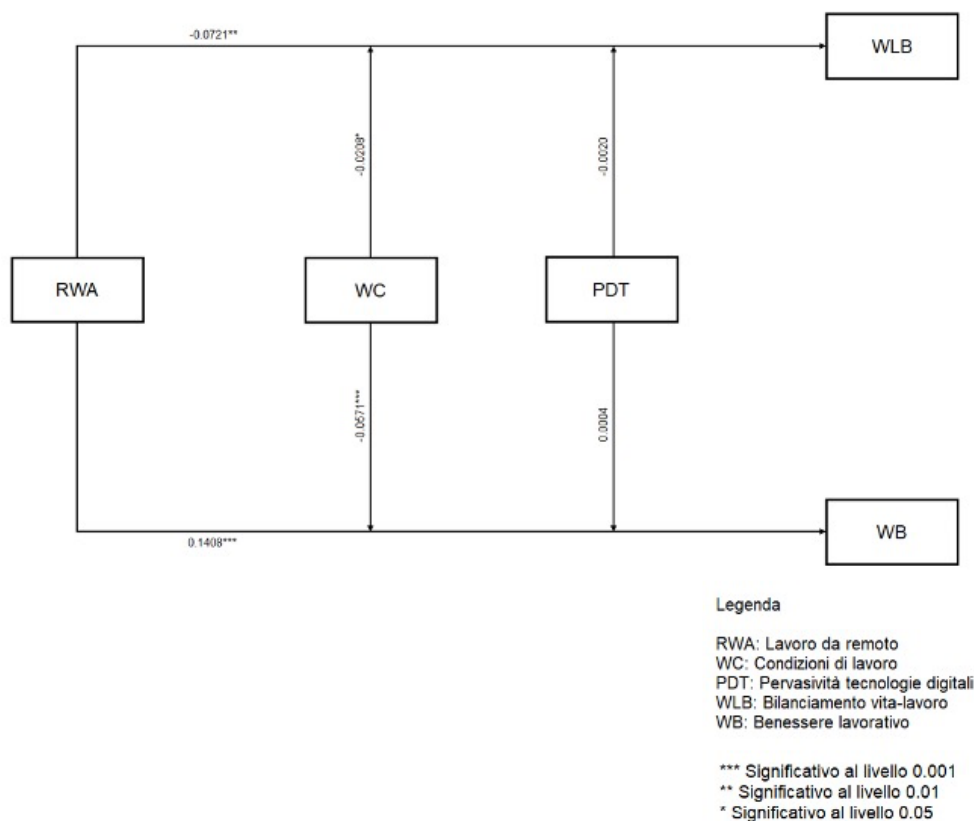 -0.0721**
WLB
-0.0208*
-0.0020
RWA
WC
PDT
-0.0571***
0.0004
WB
0.1408***
Legenda
RWA: Lavoro da remoto
WC: Condizioni di lavoro
PDT: Pervasività tecnologie digitali
WLB: Bilanciamento vita-lavoro
WB: Benessere lavorativo
*** Significativo al livello 0.001
** Significativo al livello 0.01
* Significativo al livello 0.05